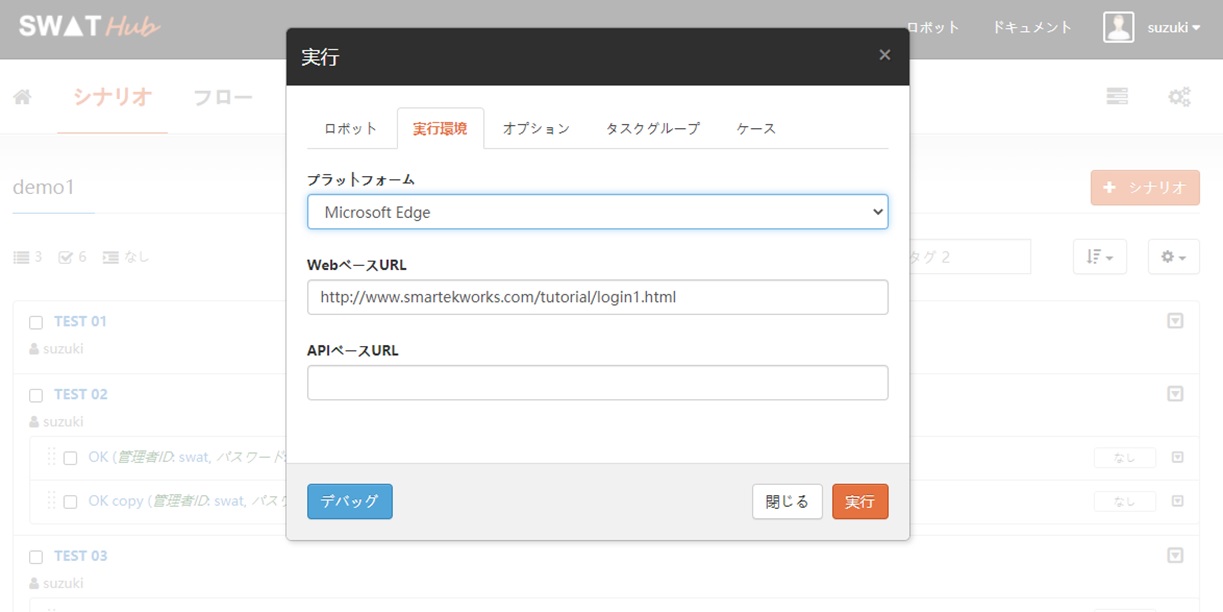 SWAT Hub
ロボット
ドキュメント
suzuki
シナリオ
フロー
demo1
シナリオ
3
6
なし
タグ 2
TEST 01
suzuki
TEST 02
suzuki
OK (管理者ID: swat, パスワード:
なし
OK copy (管理者ID: swat, パス
なし
TEST 03
suzuki
実行
×
ロボット
実行環境
オプション
タスクグループ
ケース
プラットフォーム
Microsoft Edge
WebベースURL
http://www.smartekworks.com/tutorial/login1.html
APIベースURL
デバッグ
閉じる
実行